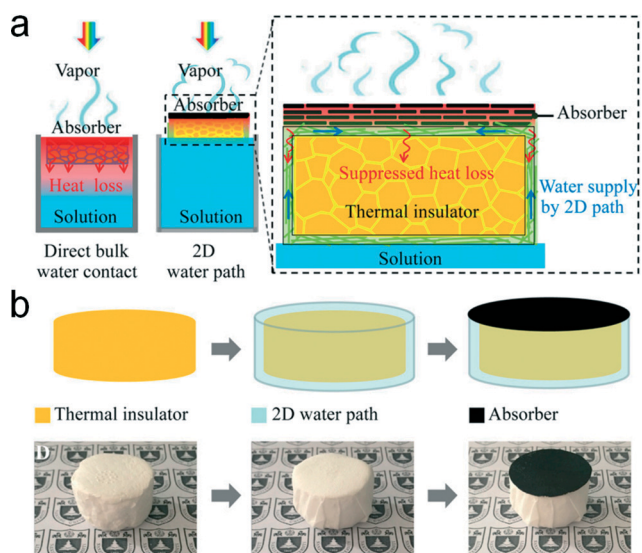 a
Vapor
Absorber
Heat loss
Solution
Direct bulk
water contact
Vapor
Absorber
Solution
2D
water path
Absorber
Suppressed heat loss
Thermal insulator
Water supply
by 2D path
Solution
b
Thermal insulator
2D water path
Absorber
D